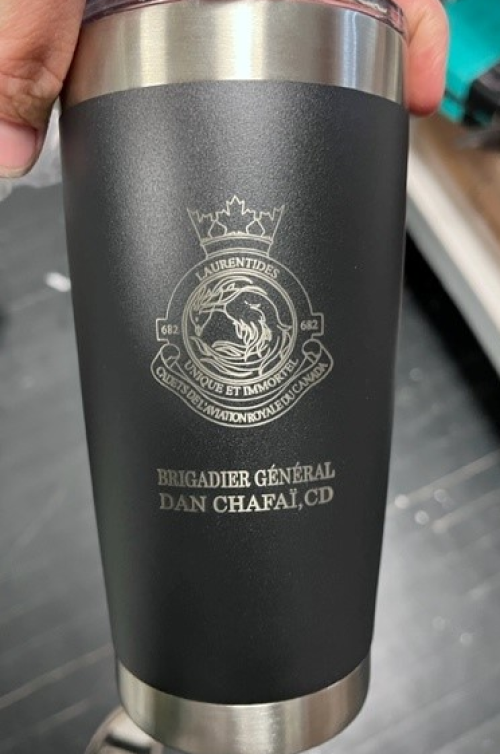 LAURENTIDES
682 682
UNIQUE ET IMMORTEL
CADETS DE L'AVIATION ROYALE DU CANADA
BRIGADIER GÉNÉRAL
DAN CHAFAÏ, CD